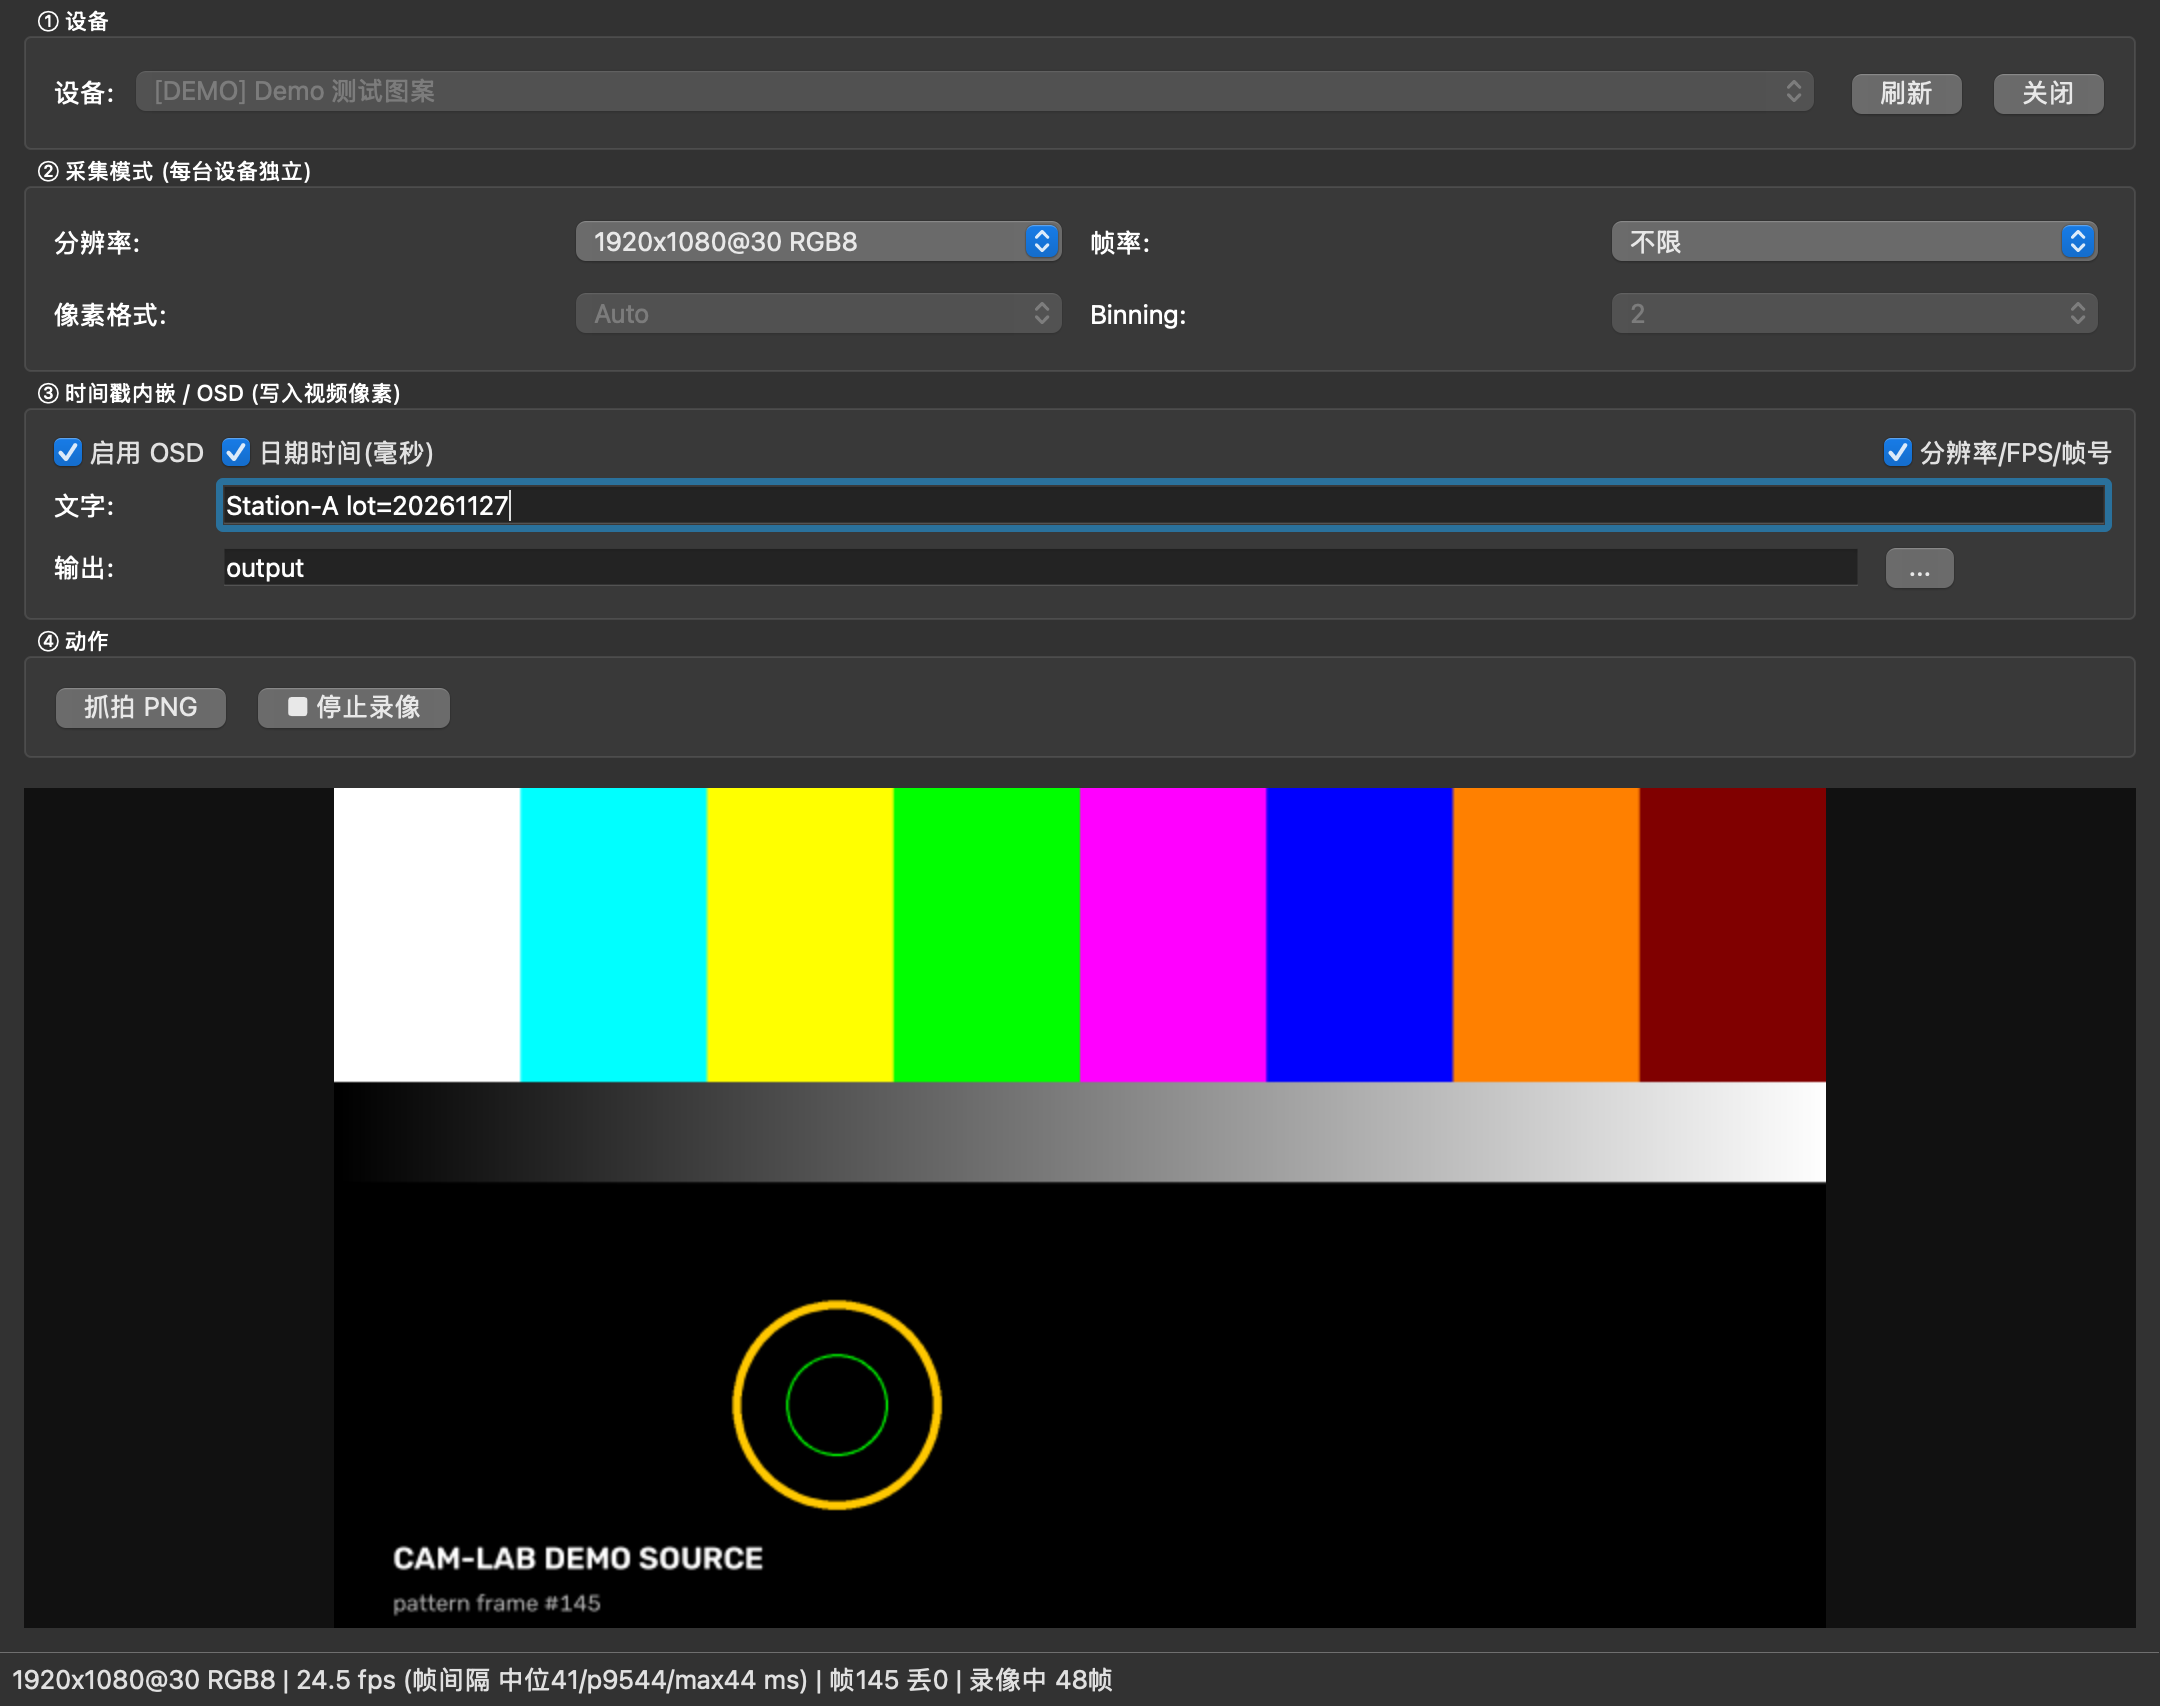 ① 设备
设备: [DEMO] Demo 测试图案 刷新 关闭
② 采集模式 (每台设备独立)
分辨率: 1920x1080@30 RGB8 帧率: 不限
像素格式: Auto Binning: 2
③ 时间戳内嵌 / OSD (写入视频像素)
启用 OSD 日期时间(毫秒) 分辨率/FPS/帧号
文字: Station-A lot=20261127
输出: output ...
④ 动作
抓拍 PNG 停止录像
CAM-LAB DEMO SOURCE
pattern frame #145
1920x1080@30 RGB8 | 24.5 fps (帧间隔 中位41/p9544/max44 ms) | 帧145 丢0 | 录像中 48帧